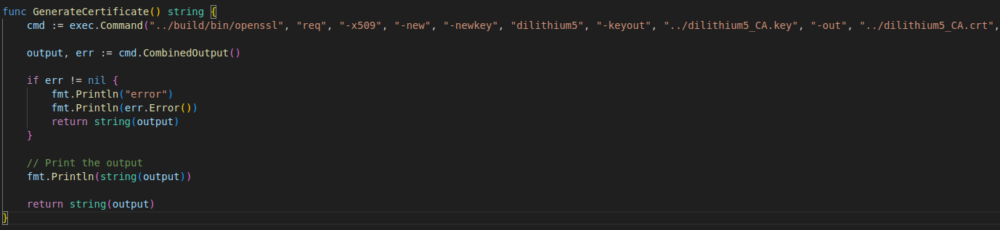 func GenerateCertificate() string {
    cmd := exec.Command("../build/bin/openssl", "req", "-x509", "-new", "-newkey", "dilithium5", "-keyout", "../dilithium5_CA.key", "-out", "../dilithium5_CA.crt",
    output, err := cmd.CombinedOutput()
    if err != nil {
        fmt.Println("error")
        fmt.Println(err.Error())
        return string(output)
    }
    // Print the output
    fmt.Println(string(output))
    return string(output)
}